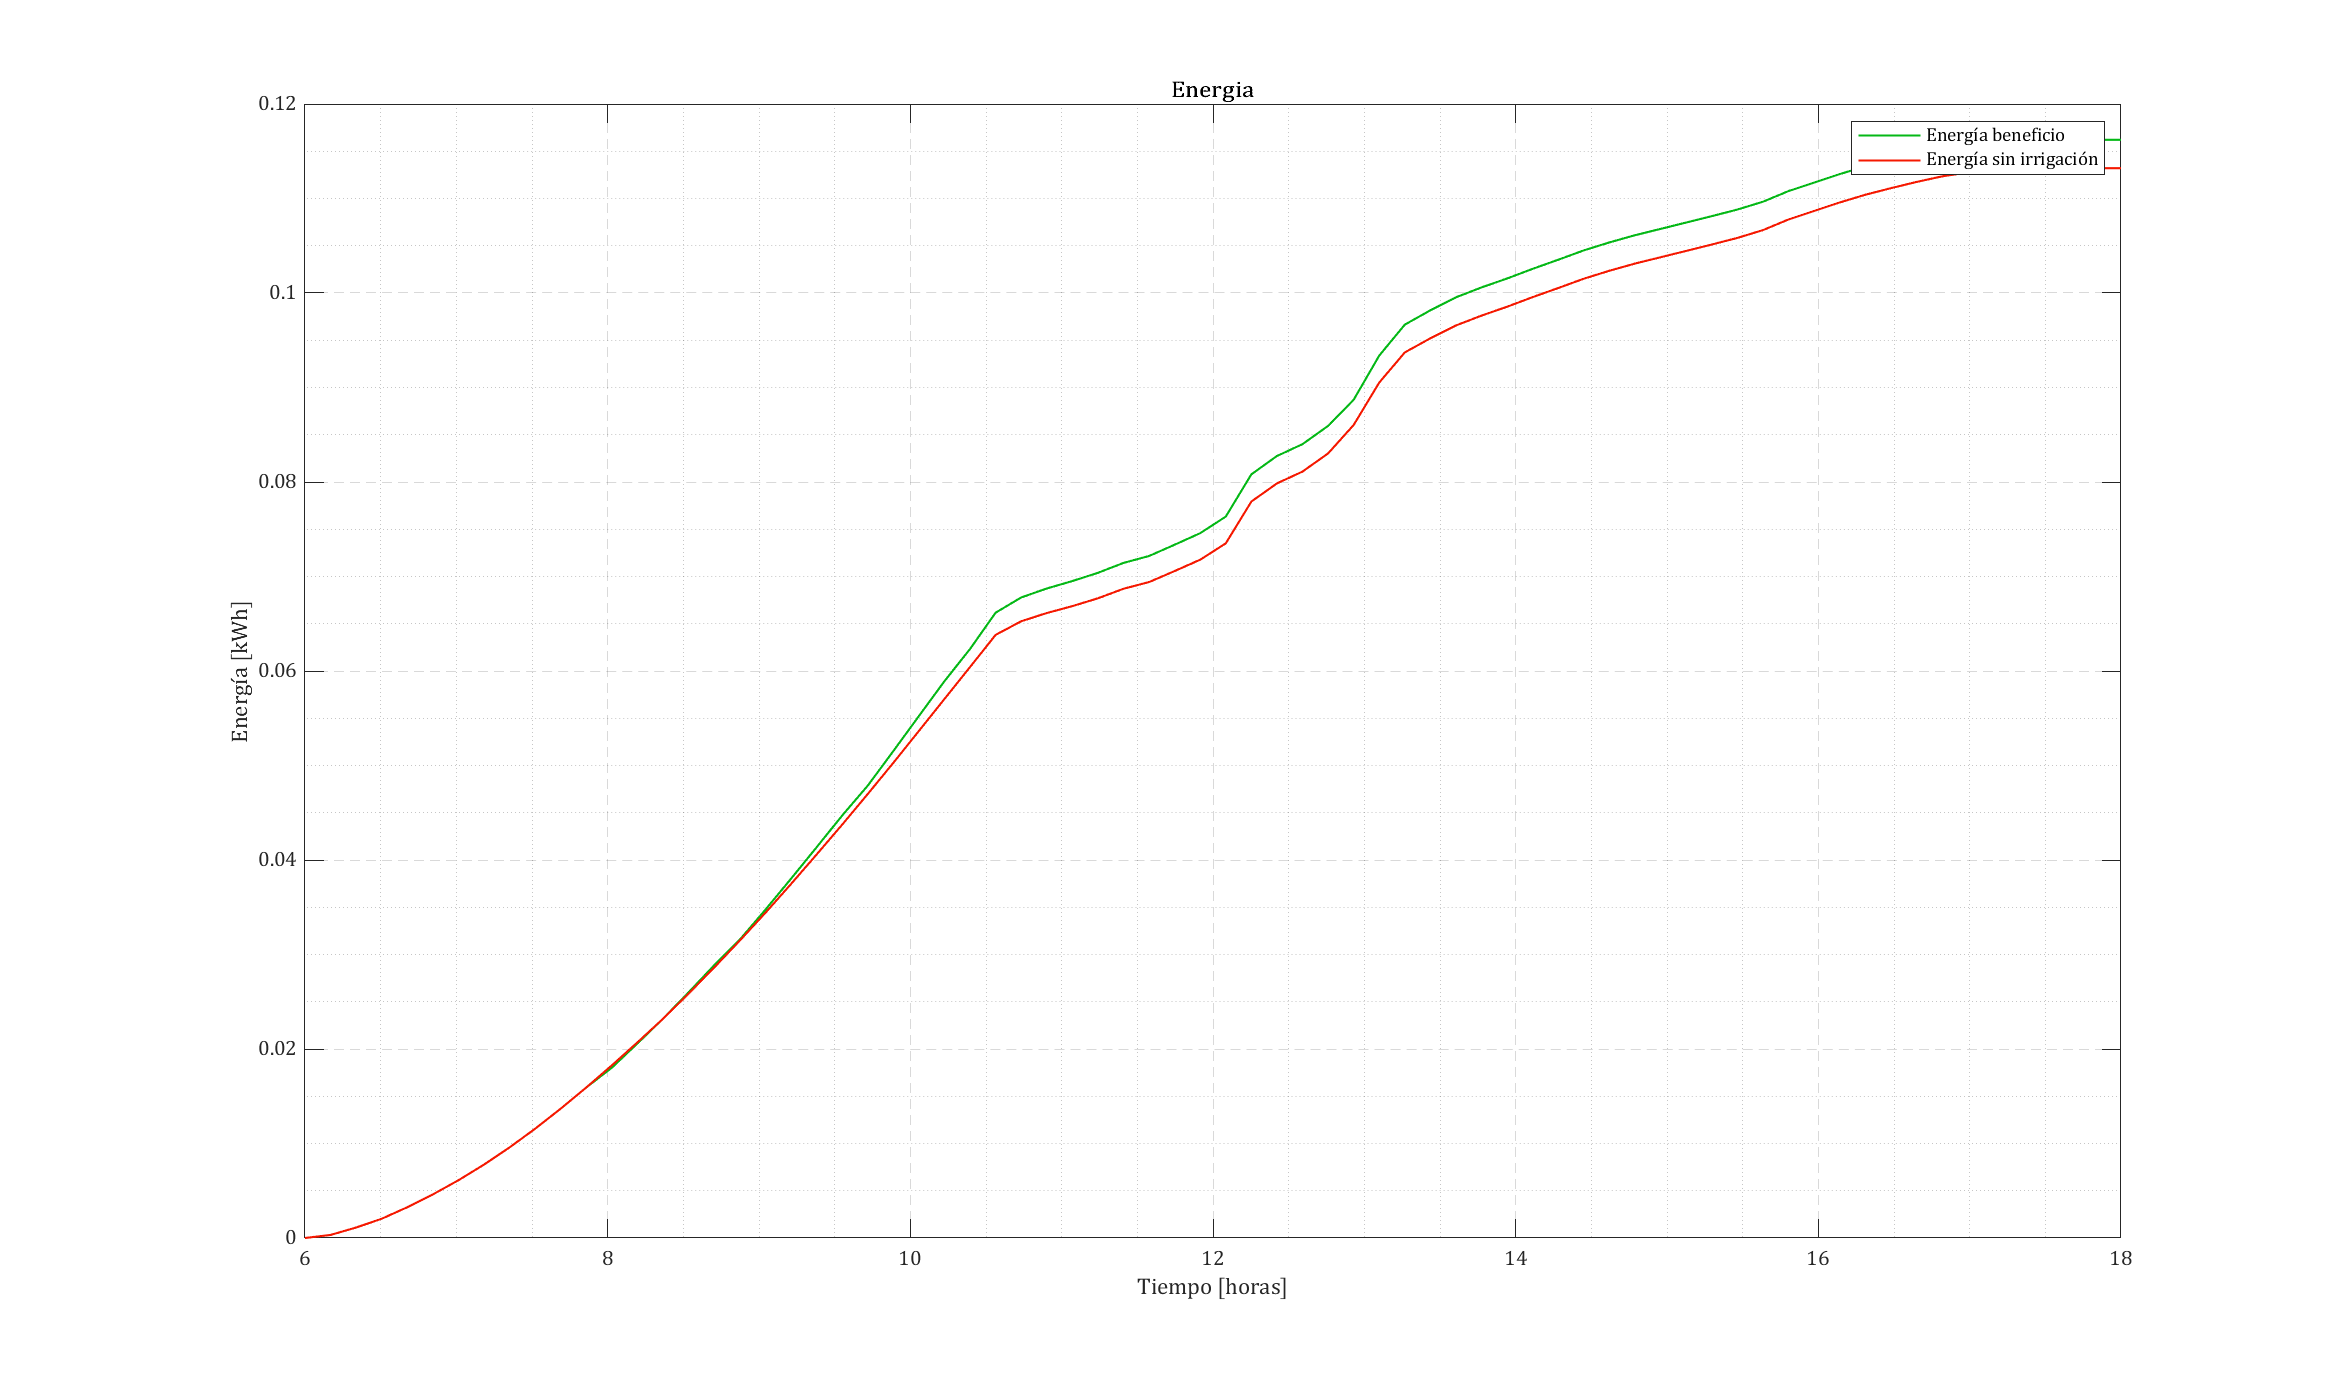 Energia
0.12
0.1
0.08
0.06
0.04
0.02
0
Energía [kWh]
6 8 10 12 14 16 18
Tiempo [horas]
Energía beneficio
Energía sin irrigación